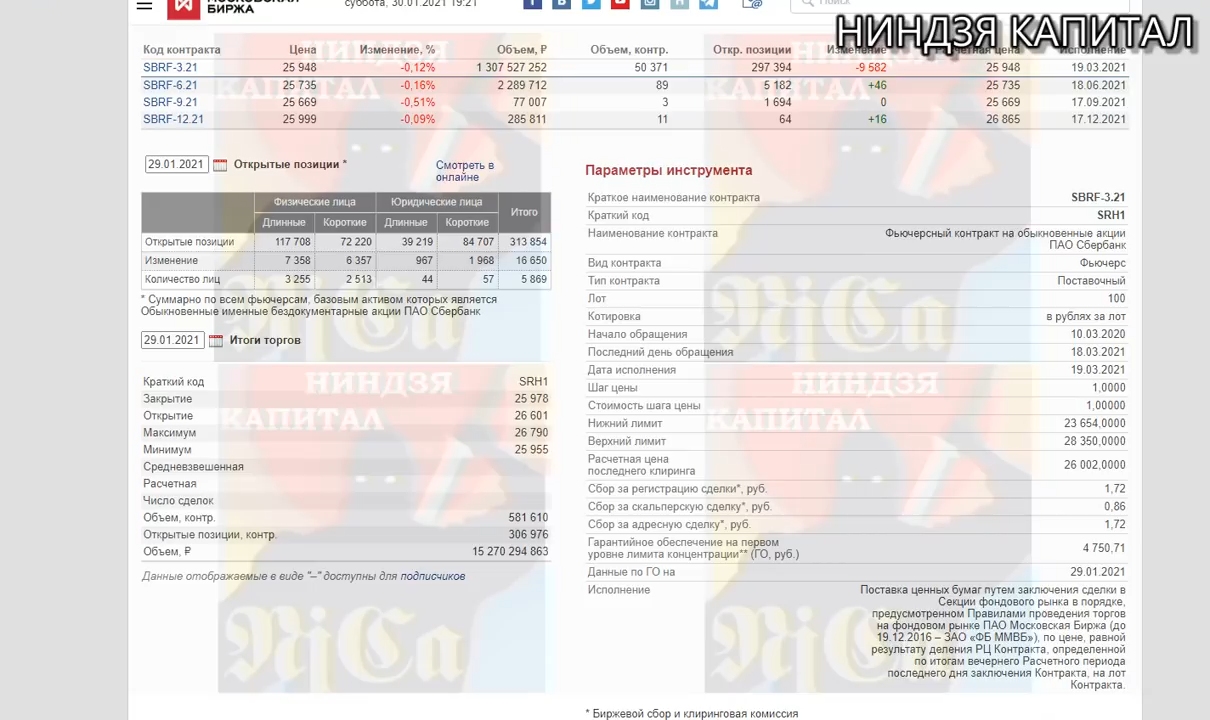 МОСКОВСКАЯ
БИРЖА
суббота, 30.01.2021 19:21
Поиск
НИНДЗЯ КАПИТАЛ
Код контракта Цена Изменение, % Объем, ₽ Объем, контр. Откр. позиции Изменение Расчетная цена Исполнение
SBRF-3.21 25 948 -0,12% 1 307 527 252 50 371 297 394 -9 582 25 948 19.03.2021
SBRF-6.21 25 735 -0,16% 2 289 712 89 5 182 +46 25 735 18.06.2021
SBRF-9.21 25 669 -0,51% 77 007 3 1 694 0 25 669 17.09.2021
SBRF-12.21 25 999 -0,09% 285 811 11 64 +16 26 865 17.12.2021
29.01.2021 Открытые позиции * Смотреть в
онлайне
Физические лица Юридические лица Итого
Длинные Короткие Длинные Короткие
Открытые позиции 117 708 72 220 39 219 84 707 313 854
Изменение 7 358 6 357 967 1 968 16 650
Количество лиц 3 255 2 513 44 57 5 869
* Суммарно по всем фьючерсам, базовым активом которых является
Обыкновенные именные бездокументарные акции ПАО Сбербанк
29.01.2021 Итоги торгов
Краткий код SRH1
Закрытие 25 978
Открытие 26 601
Максимум 26 790
Минимум 25 955
Средневзвешенная
Расчетная
Число сделок
Объем, контр. 581 610
Открытые позиции, контр. 306 976
Объем, ₽ 15 270 294 863
Данные отображаемые в виде "–" доступны для подписчиков
Параметры инструмента
Краткое наименование контракта SBRF-3.21
Краткий код SRH1
Наименование контракта Фьючерсный контракт на обыкновенные акции
ПАО Сбербанк
Вид контракта Фьючерс
Тип контракта Поставочный
Лот 100
Котировка в рублях за лот
Начало обращения 10.03.2020
Последний день обращения 18.03.2021
Дата исполнения 19.03.2021
Шаг цены 1,0000
Стоимость шага цены 1,00000
Нижний лимит 23 654,0000
Верхний лимит 28 350,0000
Расчетная цена
последнего клиринга 26 002,0000
Сбор за регистрацию сделки*, руб. 1,72
Сбор за скальперскую сделку*, руб. 0,86
Сбор за адресную сделку*, руб. 1,72
Гарантийное обеспечение на первом
уровне лимита концентрации** (ГО, руб.) 4 750,71
Данные по ГО на 29.01.2021
Исполнение Поставка ценных бумаг путем заключения сделки в
Секции фондового рынка в порядке,
предусмотренном Правилами проведения торгов
на фондовом рынке ПАО Московская Биржа (до
19.12.2016 – ЗАО «ФБ ММВБ»), по цене, равной
результату деления РЦ Контракта, определенной
по итогам вечернего Расчетного периода
последнего дня заключения Контракта, на лот
Контракта.
* Биржевой сбор и клиринговая комиссия
НИНДЗЯ
КАПИТАЛ
NiCa
НИНДЗЯ
КАПИТАЛ
NiCa
НИНДЗЯ
КАПИТАЛ
NiCa
НИНДЗЯ
КАПИТАЛ
NiCa